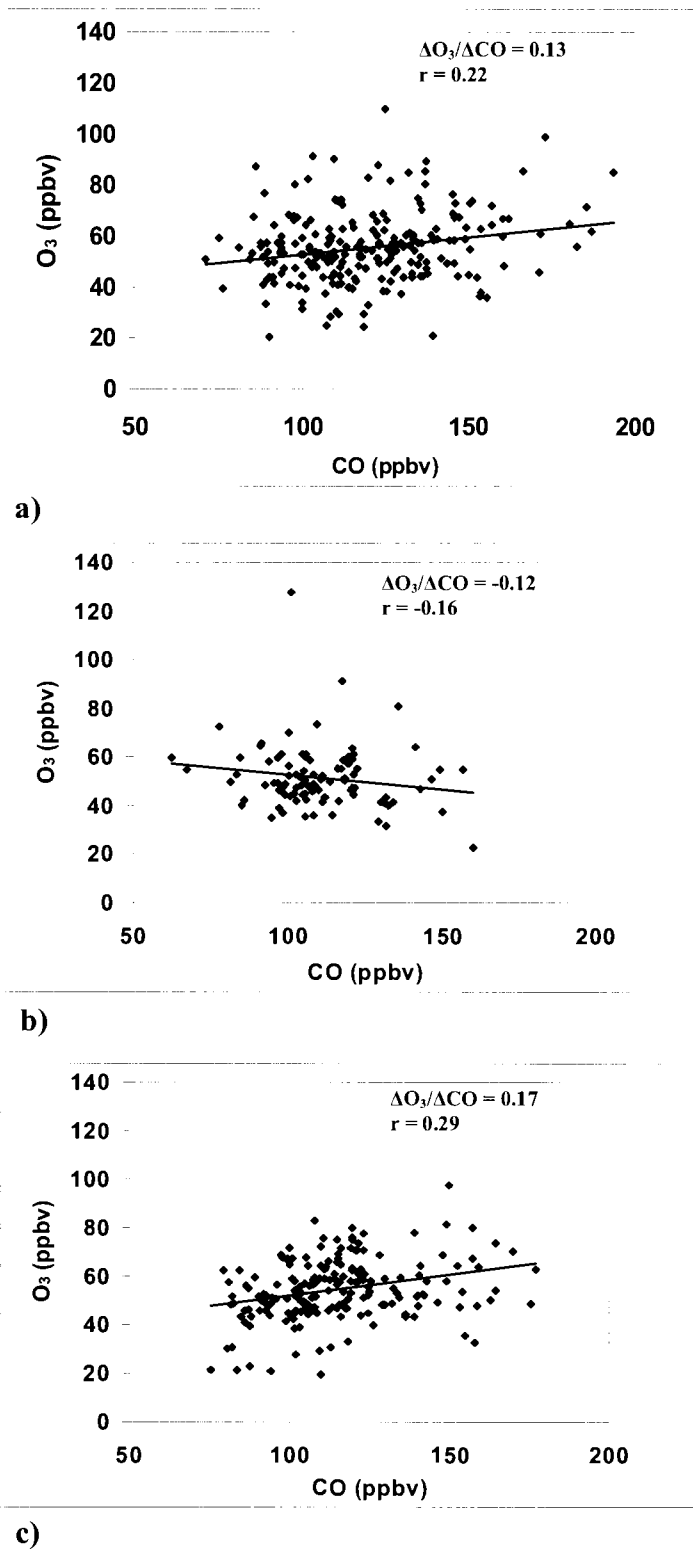 140
120
100
80
60
40
20
0
O₃ (ppbv)
ΔO₃/ΔCO = 0.13
r = 0.22
50 100 150 200
CO (ppbv)
a)
140
120
100
80
60
40
20
0
O₃ (ppbv)
ΔO₃/ΔCO = -0.12
r = -0.16
50 100 150 200
CO (ppbv)
b)
140
120
100
80
60
40
20
0
O₃ (ppbv)
ΔO₃/ΔCO = 0.17
r = 0.29
50 100 150 200
CO (ppbv)
c)